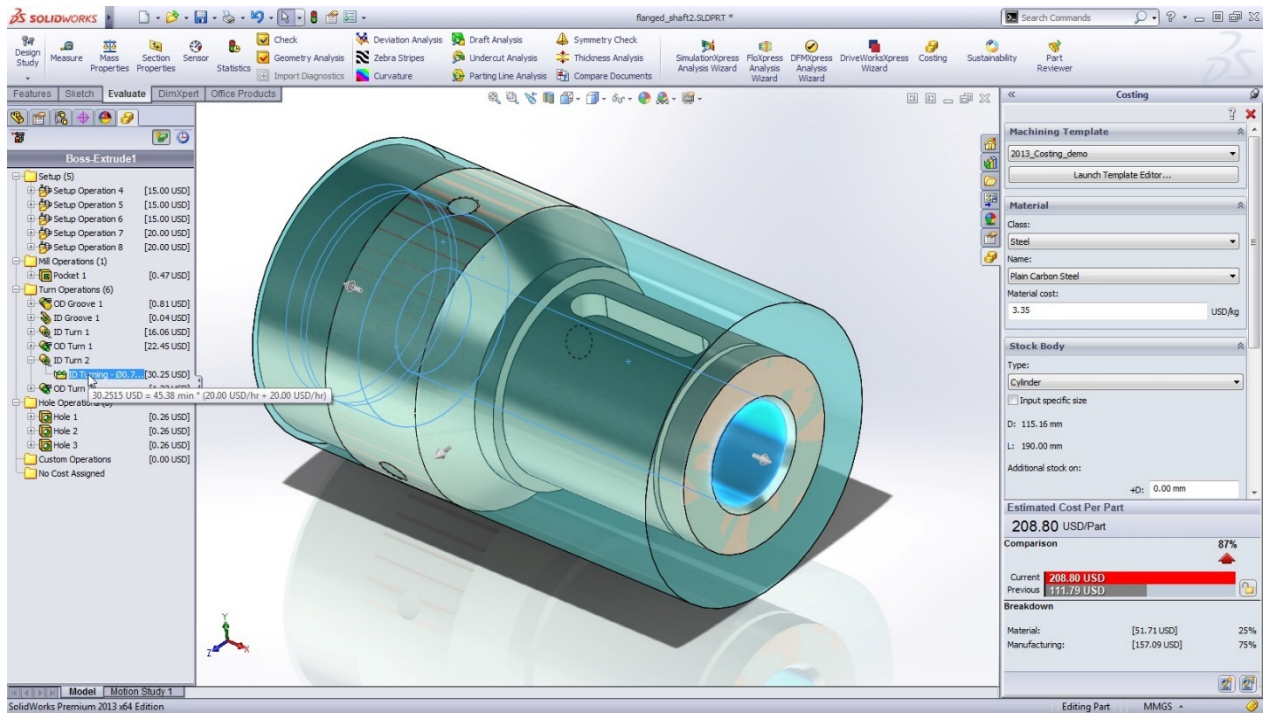 SOLIDWORKS
flanged_shaft2.SLDPRT *
Search Commands
Design Study
Measure
Mass Properties
Section Properties
Sensor
Statistics
Check
Geometry Analysis
Import Diagnostics
Deviation Analysis
Zebra Stripes
Curvature
Draft Analysis
Undercut Analysis
Parting Line Analysis
Symmetry Check
Thickness Analysis
Compare Documents
SimulationXpress Analysis Wizard
FloXpress Analysis Wizard
DFMXpress Analysis Wizard
DriveWorksXpress Wizard
Costing
Sustainability
Part Reviewer
Features Sketch Evaluate DimXpert Office Products
Boss-Extrude1
Setup (5)
Setup Operation 4 [15.00 USD]
Setup Operation 5 [15.00 USD]
Setup Operation 6 [15.00 USD]
Setup Operation 7 [20.00 USD]
Setup Operation 8 [20.00 USD]
Mill Operations (1)
Pocket 1 [0.47 USD]
Turn Operations (6)
OD Groove 1 [0.81 USD]
ID Groove 1 [0.04 USD]
ID Turn 1 [16.06 USD]
OD Turn 1 [22.45 USD]
ID Turn 2
ID Turning - Ø0.7... [30.25 USD]
OD Turn
30.2515 USD = 45.38 min * (20.00 USD/hr + 20.00 USD/hr)
Hole Operations
Hole 1 [0.26 USD]
Hole 2 [0.26 USD]
Hole 3 [0.26 USD]
Custom Operations [0.00 USD]
No Cost Assigned
Y
Z
X
Costing
Machining Template
2013_Costing_demo
Launch Template Editor...
Material
Class:
Steel
Name:
Plain Carbon Steel
Material cost:
3.35 USD/kg
Stock Body
Type:
Cylinder
Input specific size
D: 115.16 mm
L: 190.00 mm
Additional stock on:
+D: 0.00 mm
Estimated Cost Per Part
208.80 USD/Part
Comparison 87%
Current 208.80 USD
Previous 111.79 USD
Breakdown
Material: [51.71 USD] 25%
Manufacturing: [157.09 USD] 75%
Model Motion Study 1
SolidWorks Premium 2013 x64 Edition
Editing Part MMGS